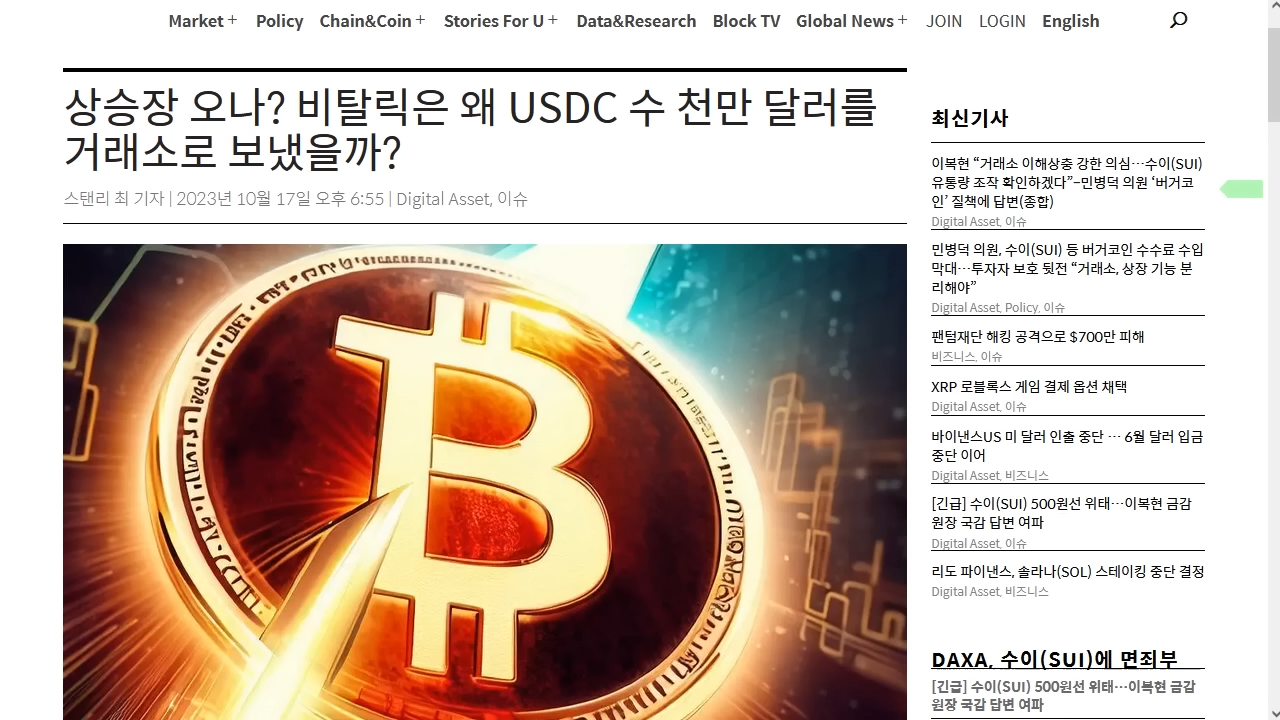 Market + Policy Chain&Coin + Stories For U + Data&Research Block TV Global News + JOIN LOGIN English
상승장 오나? 비탈릭은 왜 USDC 수 천만 달러를
거래소로 보냈을까?
스탠리 최 기자 | 2023년 10월 17일 오후 6:55 | Digital Asset, 이슈
최신기사
이복현 “거래소 이해상충 강한 의심…수이(SUI)
유통량 조작 확인하겠다”–민병덕 의원 ‘버거코
인’ 질책에 답변(종합)
Digital Asset, 이슈
민병덕 의원, 수이(SUI) 등 버거코인 수수료 수입
막대…투자자 보호 뒷전 “거래소, 상장 기능 분
리해야”
Digital Asset, Policy, 이슈
팬텀재단 해킹 공격으로 $700만 피해
비즈니스, 이슈
XRP 로블록스 게임 결제 옵션 채택
Digital Asset, 이슈
바이낸스US 미 달러 인출 중단 … 6월 달러 입금
중단 이어
Digital Asset, 비즈니스
[긴급] 수이(SUI) 500원선 위태…이복현 금감
원장 국감 답변 여파
Digital Asset, 이슈
리도 파이낸스, 솔라나(SOL) 스테이킹 중단 결정
Digital Asset, 비즈니스
DAXA, 수이(SUI)에 면죄부
[긴급] 수이(SUI) 500원선 위태…이복현 금감
원장 국감 답변 여파